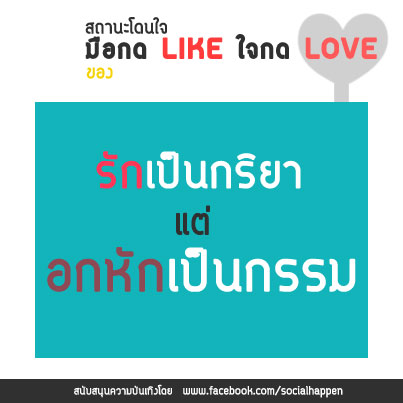 สถานะโดนใจ
มือกด LIKE ใจกด LOVE
ของ
รักเป็นกริยา
แต่
อกหักเป็นกรรม
สนับสนุนความบันเทิงโดย www.facebook.com/socialhappen